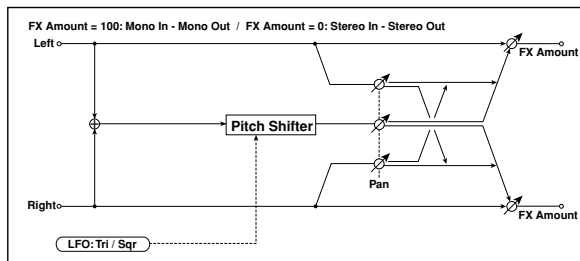 FX Amount = 100: Mono In - Mono Out / FX Amount = 0: Stereo In - Stereo Out
Left
FX Amount
Pitch Shifter
Pan
Right
FX Amount
LFO: Tri / Sqr